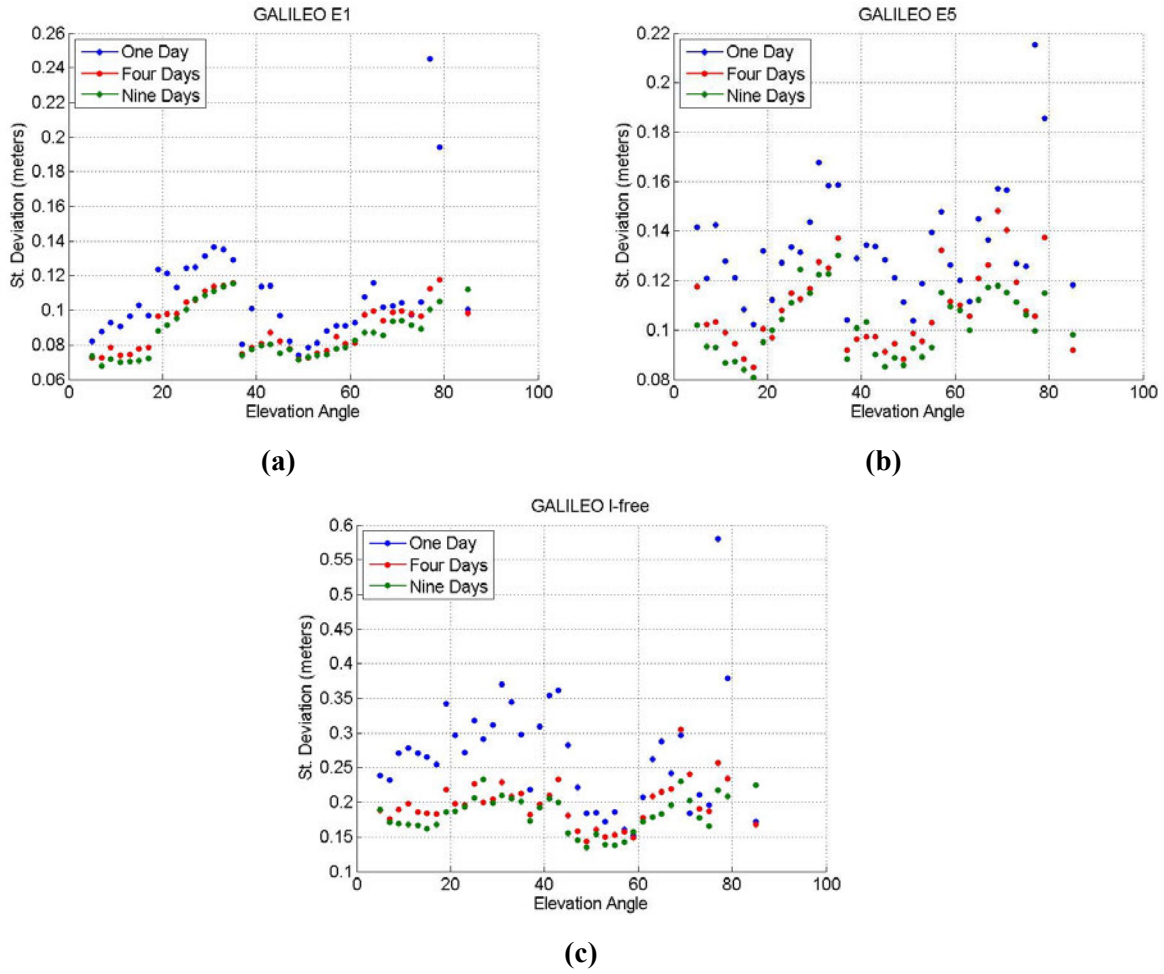 GALILEO E1
0.26
0.24
0.22
0.2
0.18
0.16
0.14
0.12
0.1
0.08
0.06
St. Deviation (meters)
One Day
Four Days
Nine Days
0 20 40 60 80 100
Elevation Angle
(a)
GALILEO E5
0.22
0.2
0.18
0.16
0.14
0.12
0.1
0.08
St. Deviation (meters)
One Day
Four Days
Nine Days
0 20 40 60 80 100
Elevation Angle
(b)
GALILEO I-free
0.6
0.55
0.5
0.45
0.4
0.35
0.3
0.25
0.2
0.15
0.1
St. Deviation (meters)
One Day
Four Days
Nine Days
0 20 40 60 80 100
Elevation Angle
(c)